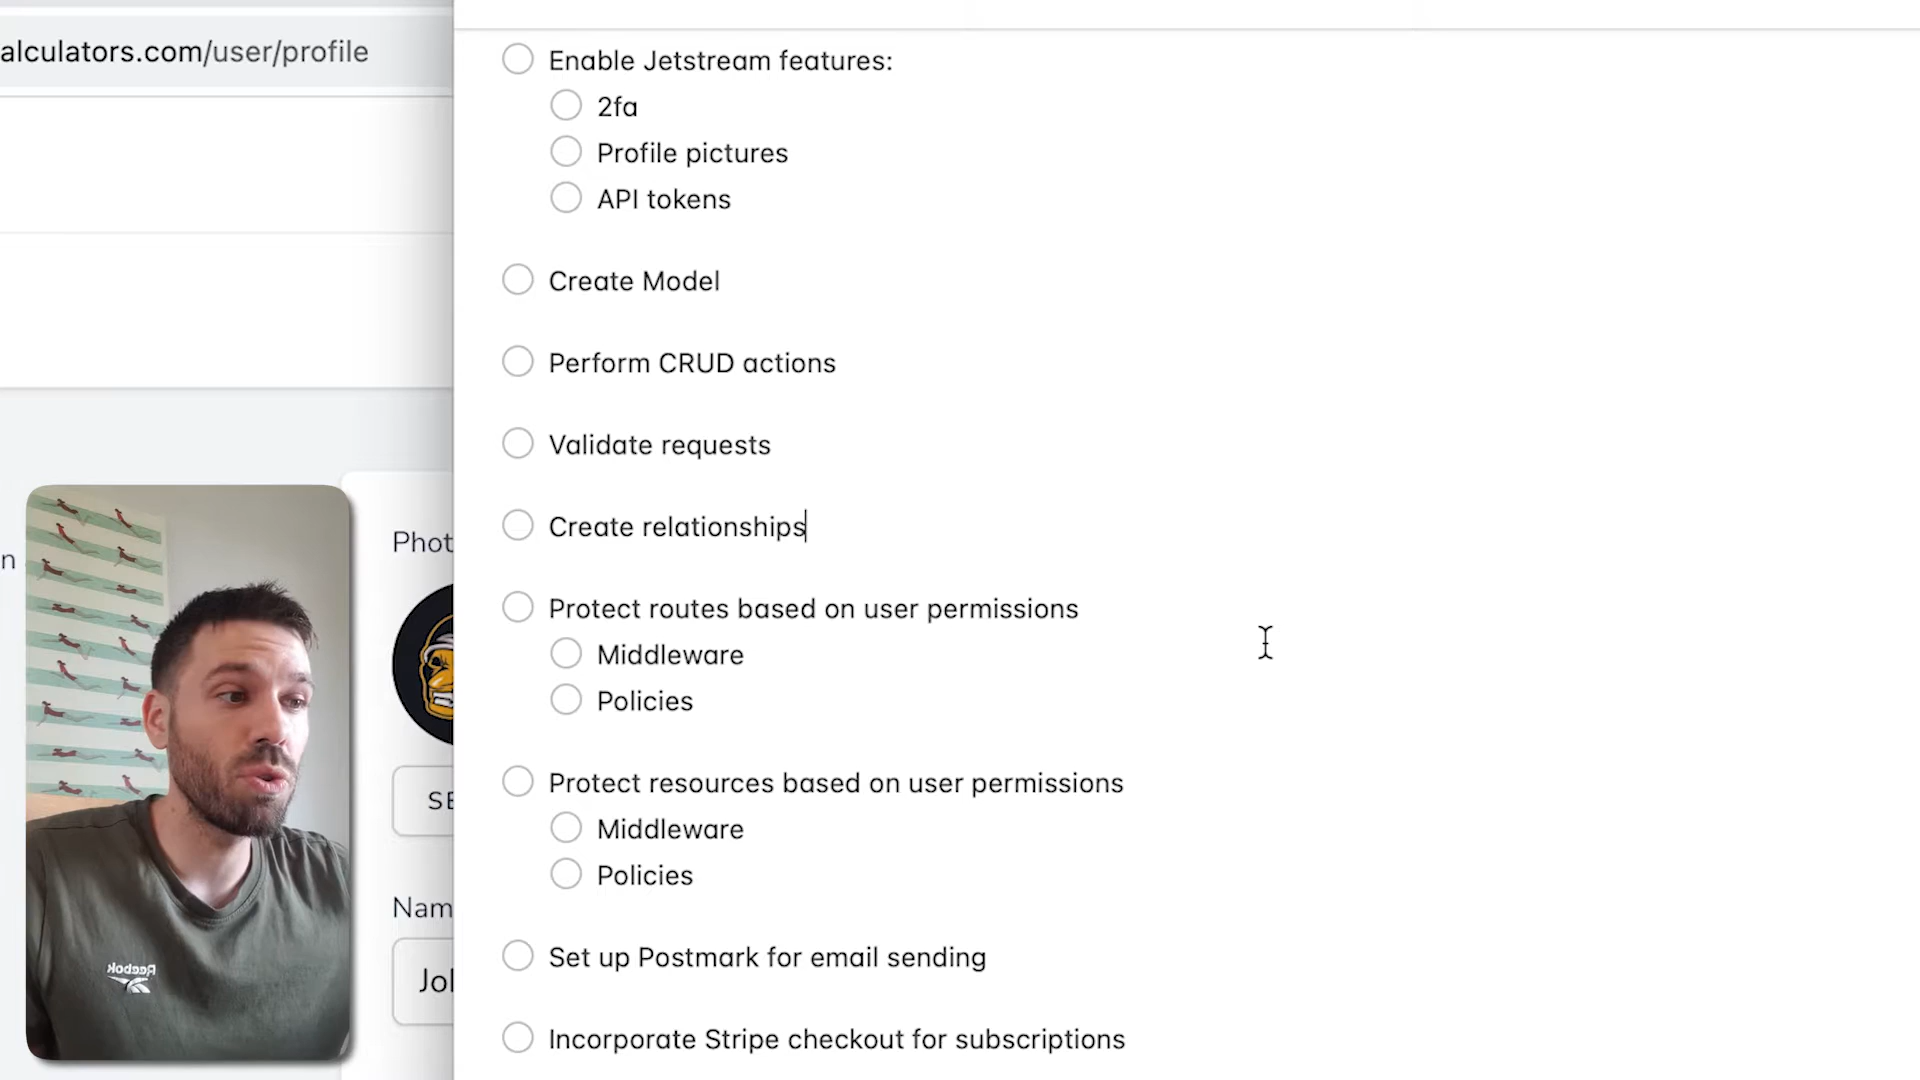 alculators.com/user/profile
Enable Jetstream features:
2fa
Profile pictures
API tokens
Create Model
Perform CRUD actions
Validate requests
Create relationships
Protect routes based on user permissions
Middleware
Policies
Protect resources based on user permissions
Middleware
Policies
Set up Postmark for email sending
Incorporate Stripe checkout for subscriptions
n
Phot
SE
Nam
Jol
Reebok